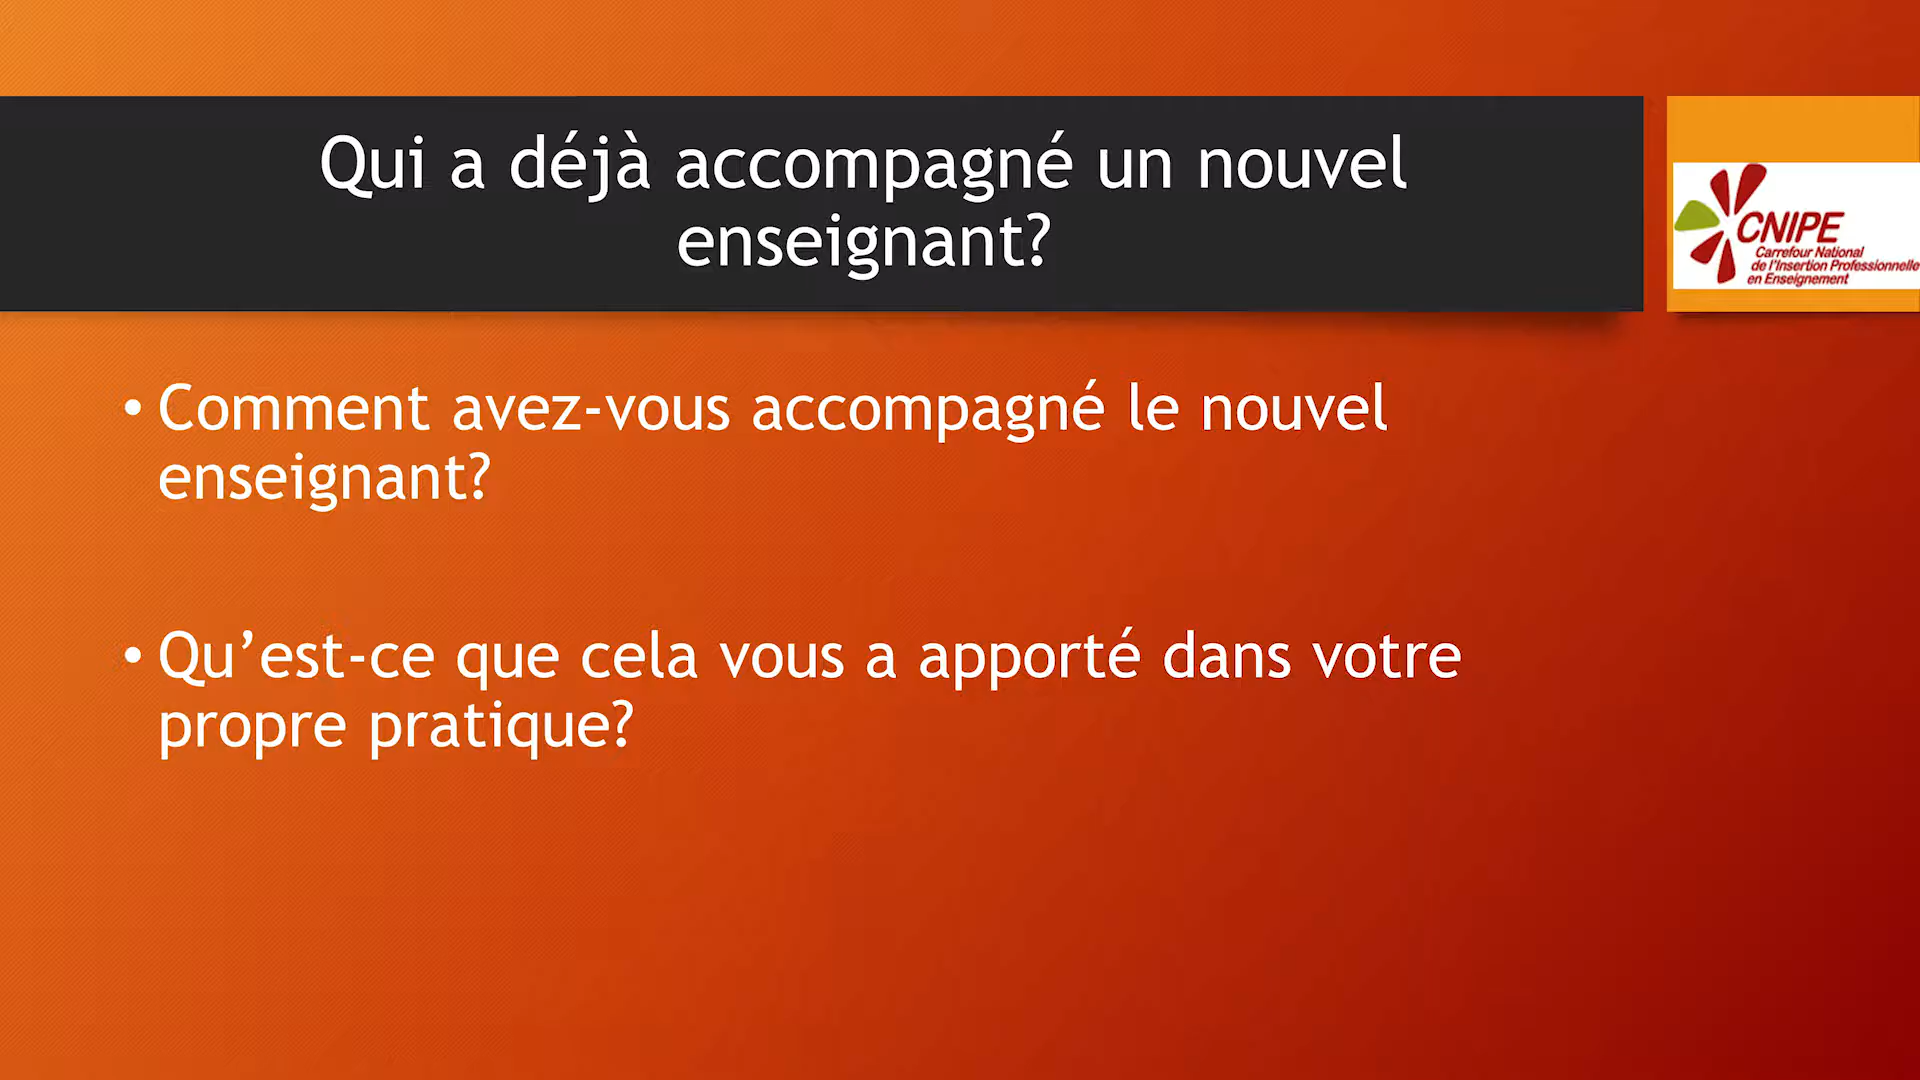 Qui a déjà accompagné un nouvel
enseignant?
CNIPE
Carrefour National
de l'Insertion Professionnelle
en Enseignement
• Comment avez-vous accompagné le nouvel
enseignant?
• Qu’est-ce que cela vous a apporté dans votre
propre pratique?